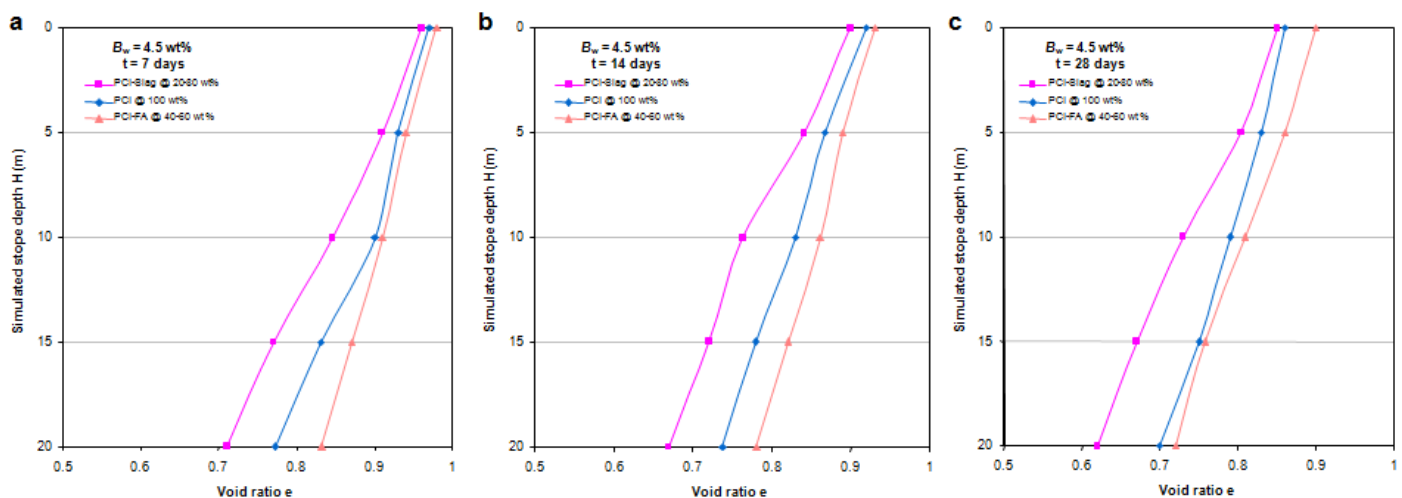 a
B_w = 4.5 wt%
t = 7 days
PCI-Slag @ 20-80 wt%
PCI @ 100 wt%
PCI-FA @ 40-60 wt%
Simulated stope depth H (m)
0
5
10
15
20
0.5 0.6 0.7 0.8 0.9 1
Void ratio e
b
B_w = 4.5 wt%
t = 14 days
PCI-Slag @ 20-80 wt%
PCI @ 100 wt%
PCI-FA @ 40-60 wt%
Simulated stope depth H (m)
0
5
10
15
20
0.5 0.6 0.7 0.8 0.9 1
Void ratio e
c
B_w = 4.5 wt%
t = 28 days
PCI-Slag @ 20-80 wt%
PCI @ 100 wt%
PCI-FA @ 40-60 wt%
Simulated stope depth H (m)
0
5
10
15
20
0.5 0.6 0.7 0.8 0.9 1
Void ratio e